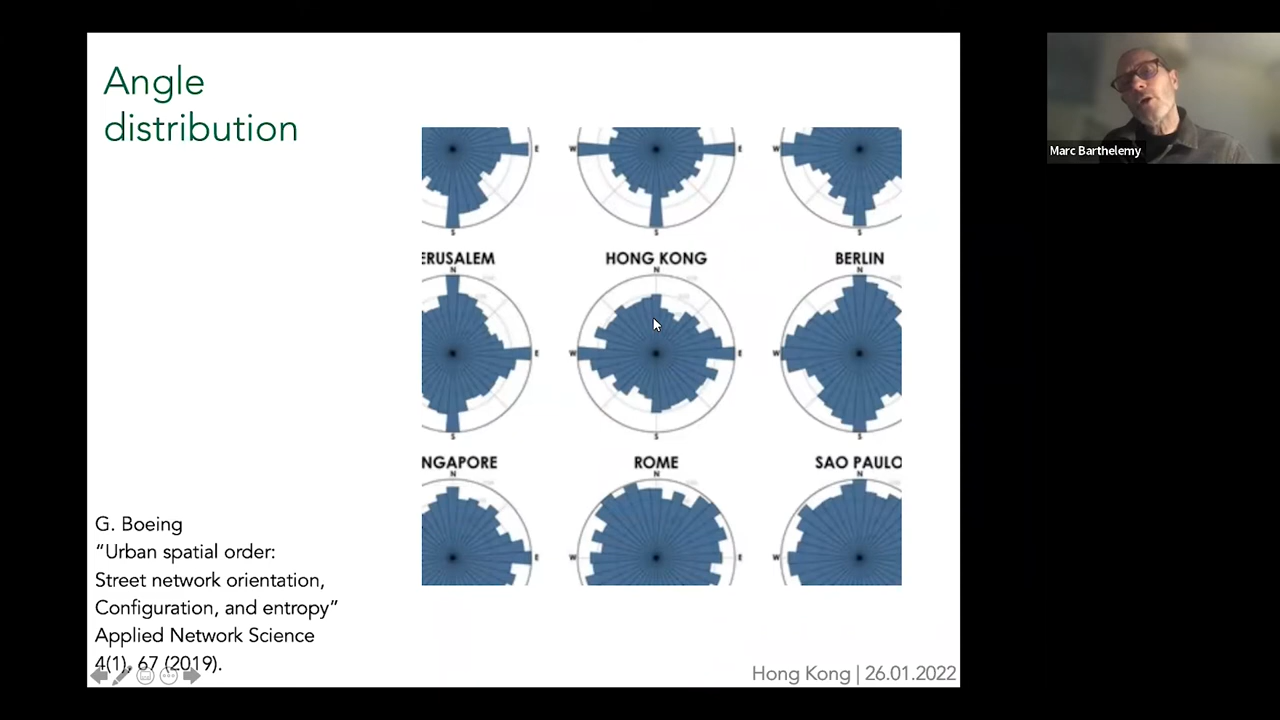 Angle
distribution
Marc Barthelemy
E W E W
S S S
ERUSALEM HONG KONG BERLIN
N N N
E W E W
S S S
NGAPORE ROME SAO PAULO
N N N
E W E W
G. Boeing
“Urban spatial order:
Street network orientation,
Configuration, and entropy”
Applied Network Science
4(1), 67 (2019).
Hong Kong | 26.01.2022